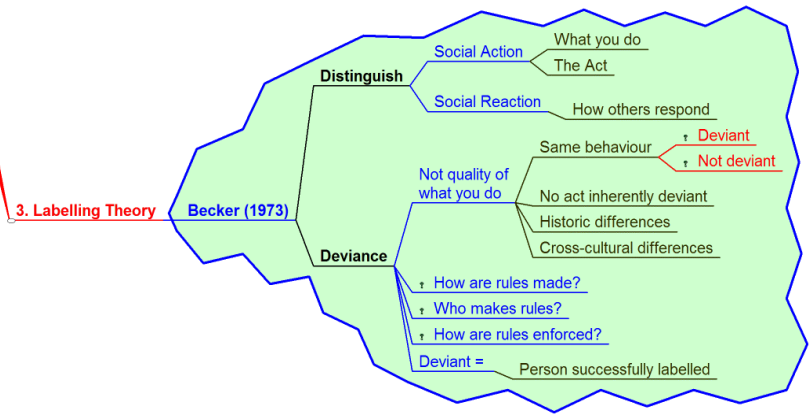 3. Labelling Theory
Becker (1973)
Distinguish
Social Action
What you do
The Act
Social Reaction
How others respond
Deviance
Not quality of
what you do
Same behaviour
Deviant
Not deviant
No act inherently deviant
Historic differences
Cross-cultural differences
How are rules made?
Who makes rules?
How are rules enforced?
Deviant =
Person successfully labelled